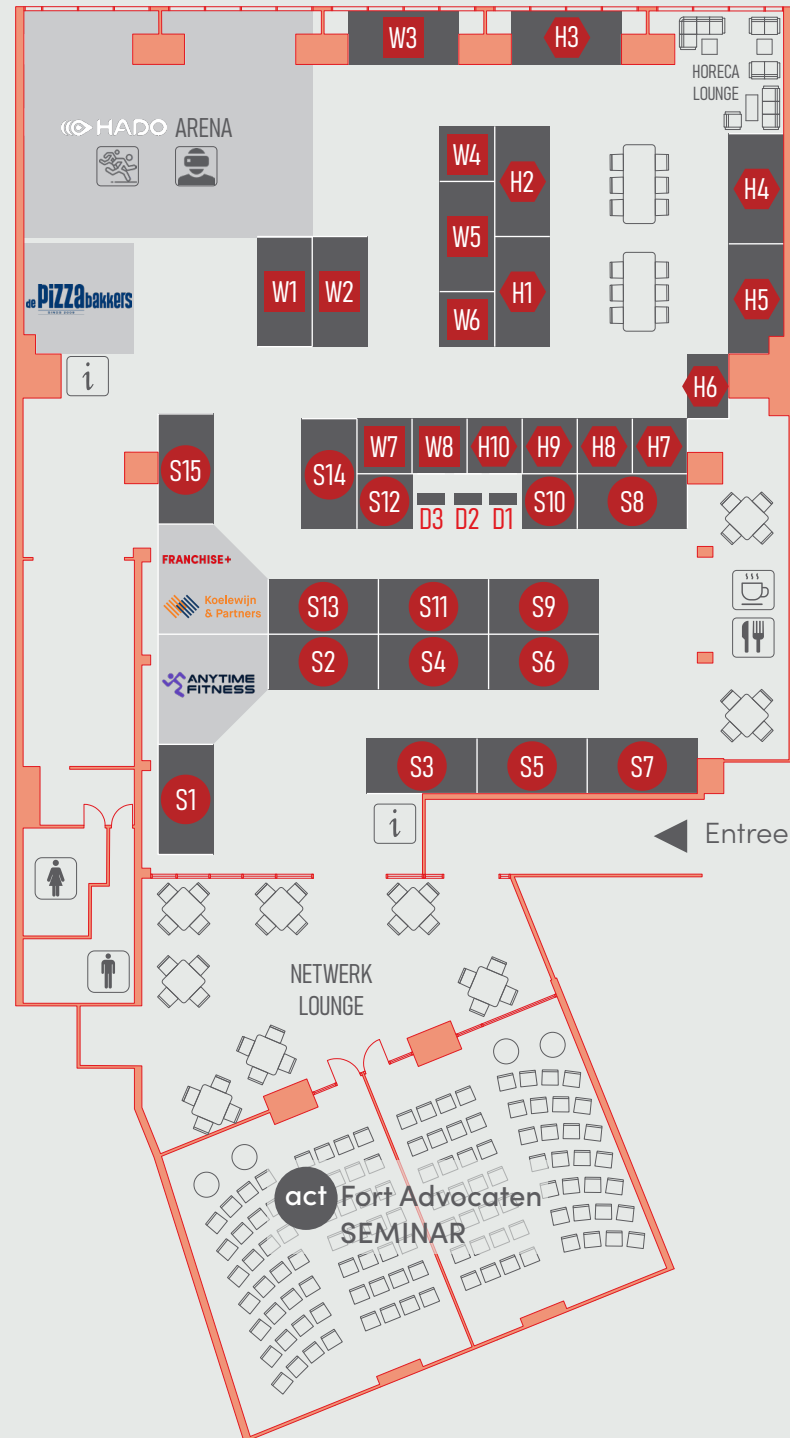 W3
H3
HORECA
LOUNGE
HADO ARENA
W4
H2
H4
W5
W1
W2
H1
H5
de PIZZAbakkers
W6
i
H6
S15
S14
W7
W8
H10
H9
H8
H7
S12
D3
D2
D1
S10
S8
FRANCHISE+
Koelewijn
& Partners
S13
S11
S9
S2
S4
S6
ANYTIME
FITNESS
S3
S5
S7
S1
i
Entree
NETWERK
LOUNGE
act Fort Advocaten
SEMINAR